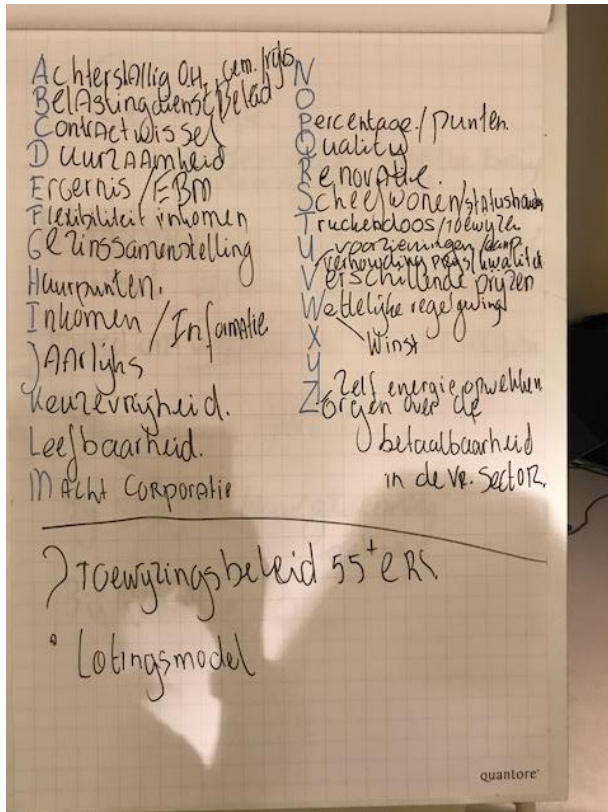 Achterstallig OH, gem./rijks
Belastingdienst/Beleid
Contractwissel
Duurzaamheid
Ergernis/EBM
Flexibiliteit inkomen
Gezinssamenstelling
Huurpunten.
Inkomen/Informatie
Jaarlijks
Keuzevrijheid.
Leefbaarheid.
Macht Corporatie
N
O
Percentage/punten.
Quality
Renovatie.
Scheefwonen/statushouders
Truckendoos/toewijzen
U voorzieningen
verhouding prijs/kwaliteit
Verschillende prijzen
Wettelijke regelgeving
Winst
X
Y
Zelf energie opwekken
Zorgen over de
betaalbaarheid
in de vr. sector.
? Toewijzingsbeleid 55+ers
• Lotingsmodel
quantore